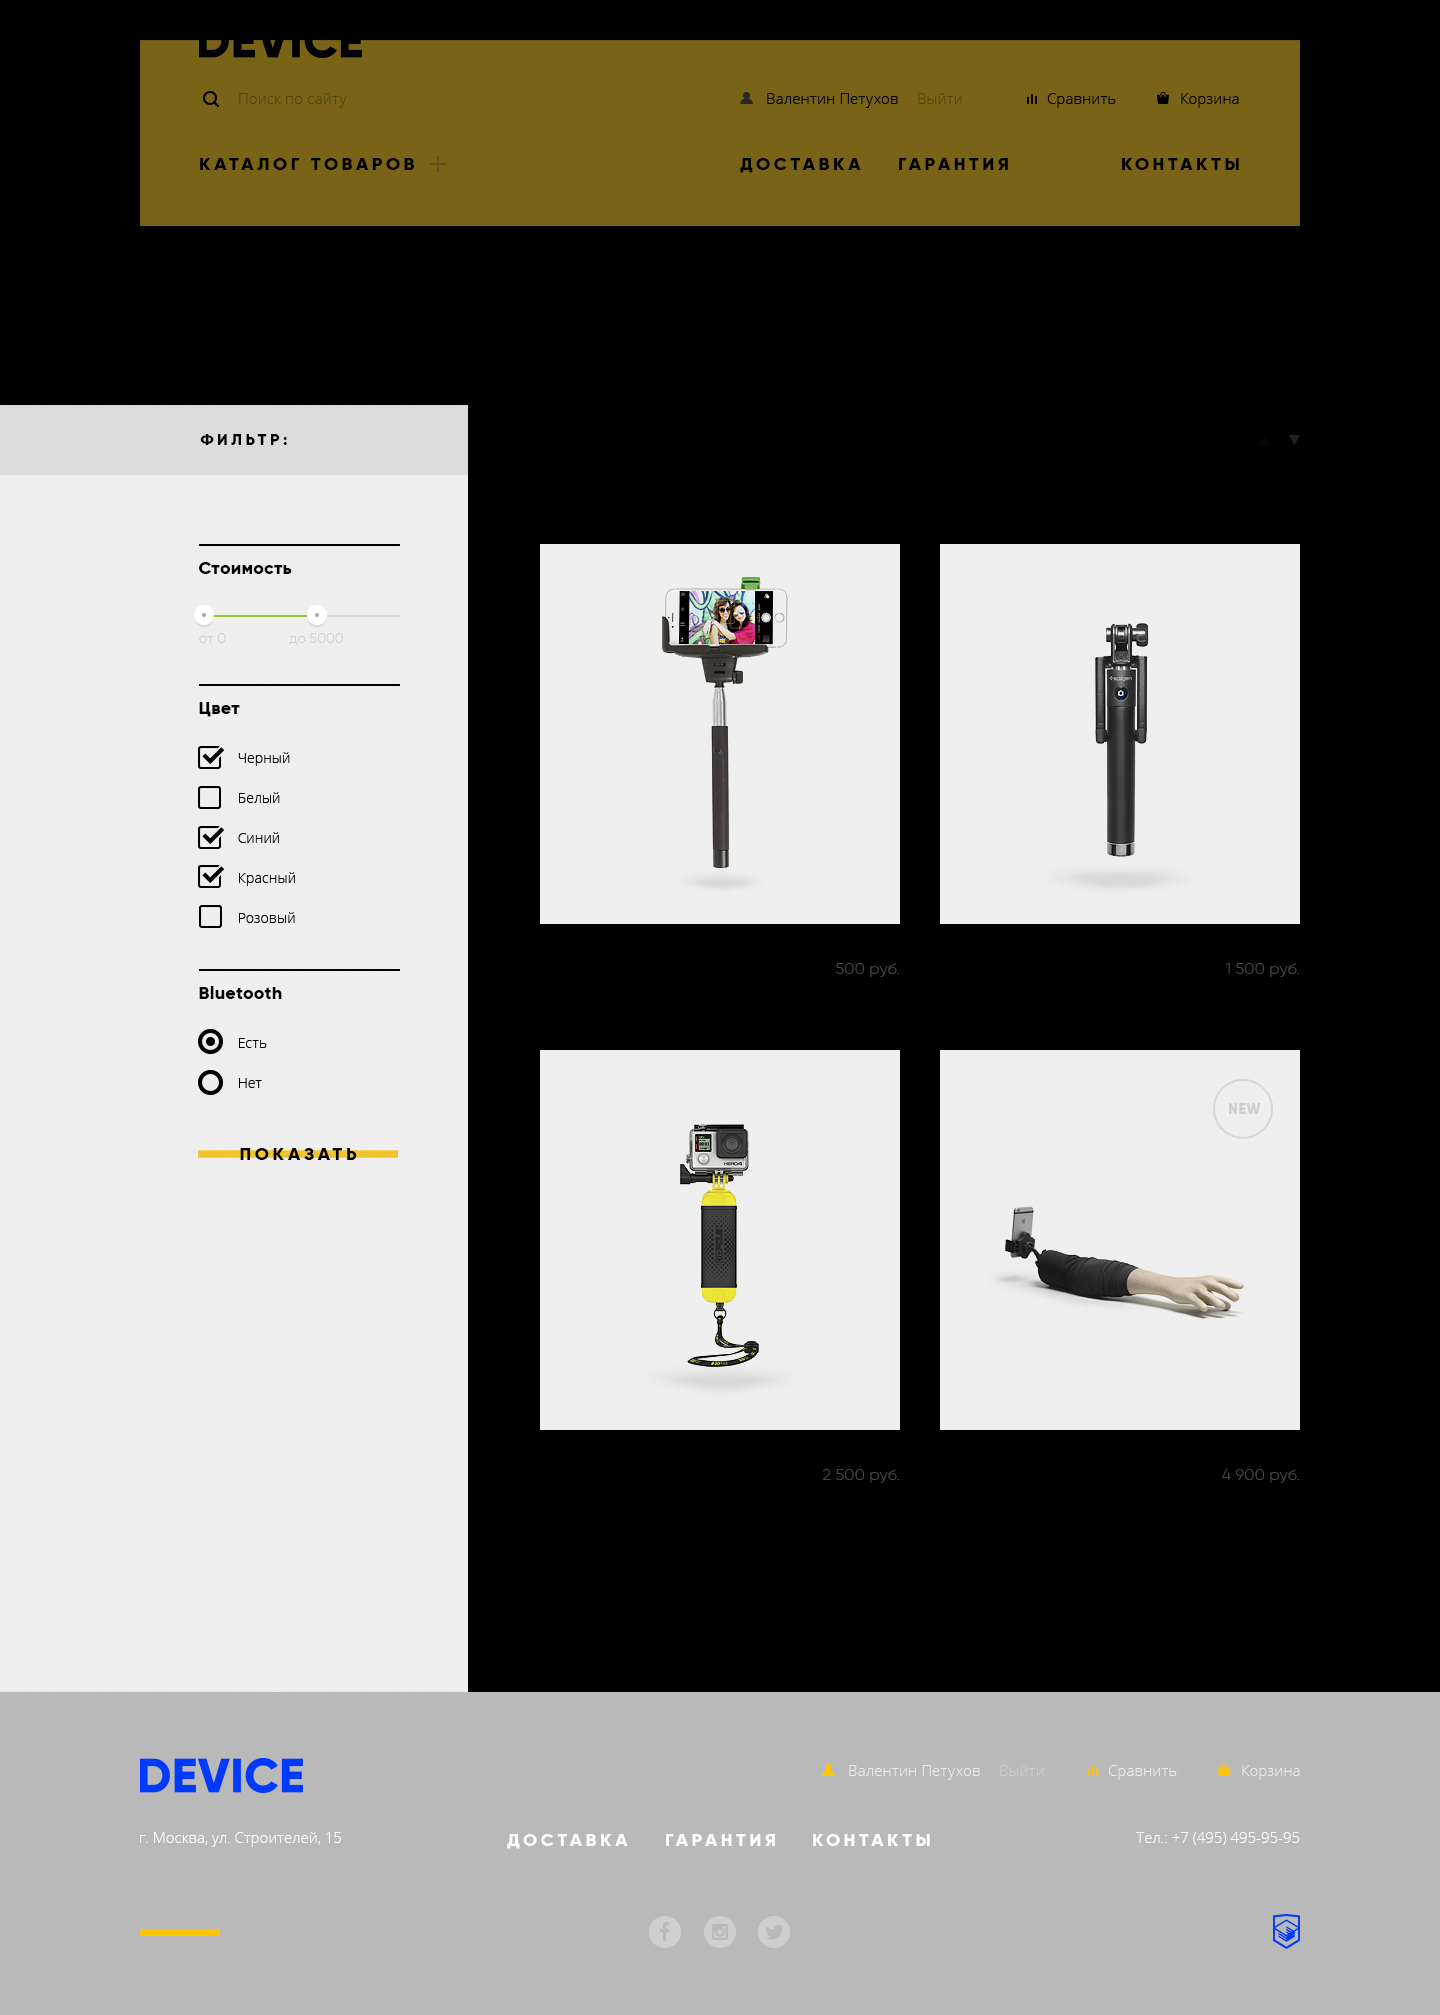 DEVICE
Поиск по сайту
Валентин Петухов Выйти Сравнить Корзина
КАТАЛОГ ТОВАРОВ
ДОСТАВКА ГАРАНТИЯ КОНТАКТЫ
ФИЛЬТР:
Стоимость
от 0 до 5000
Цвет
Черный
Белый
Синий
Красный
Розовый
Bluetooth
Есть
Нет
ПОКАЗАТЬ
spigen
500 руб.
1 500 руб.
HERO4
NEW
2 500 руб.
4 900 руб.
DEVICE
Валентин Петухов Выйти Сравнить Корзина
г. Москва, ул. Строителей, 15
ДОСТАВКА ГАРАНТИЯ КОНТАКТЫ
Тел.: +7 (495) 495-95-95